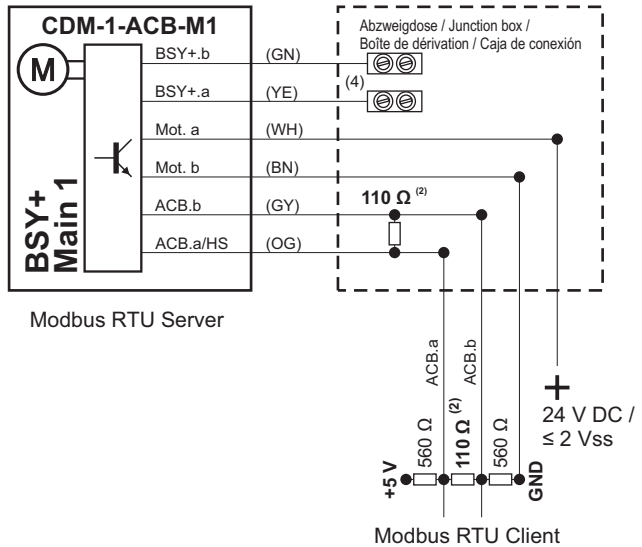 CDM-1-ACB-M1
M
BSY+
Main 1
BSY+.b (GN)
BSY+.a (YE)
Mot. a (WH)
Mot. b (BN)
ACB.b (GY)
ACB.a/HS (OG)
Modbus RTU Server
Abzweigdose / Junction box /
Boîte de dérivation / Caja de conexión
(4)
110 Ω (2)
ACB.a
ACB.b
+
24 V DC /
≤ 2 Vss
+5 V
560 Ω
110 Ω (2)
560 Ω
GND
Modbus RTU Client